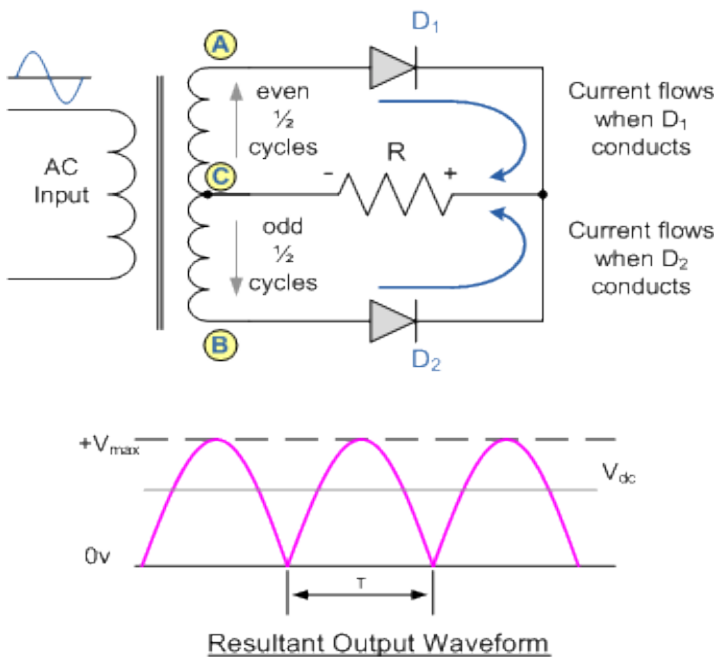 D1
A
even
½
cycles
Current flows
when D1
conducts
AC
Input
R
C
-
+
odd
½
cycles
Current flows
when D2
conducts
B
D2
+Vmax
Vdc
0v
T
Resultant Output Waveform